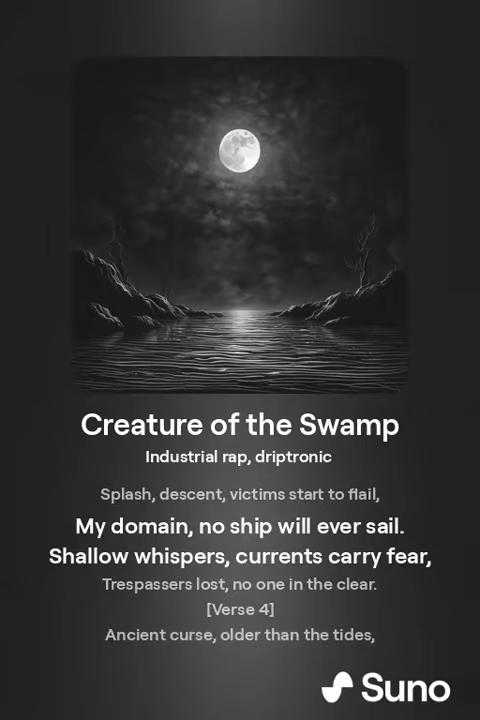 Creature of the Swamp
Industrial rap, driptronic
Splash, descent, victims start to flail,
My domain, no ship will ever sail.
Shallow whispers, currents carry fear,
Trespassers lost, no one in the clear.
[Verse 4]
Ancient curse, older than the tides,
Suno